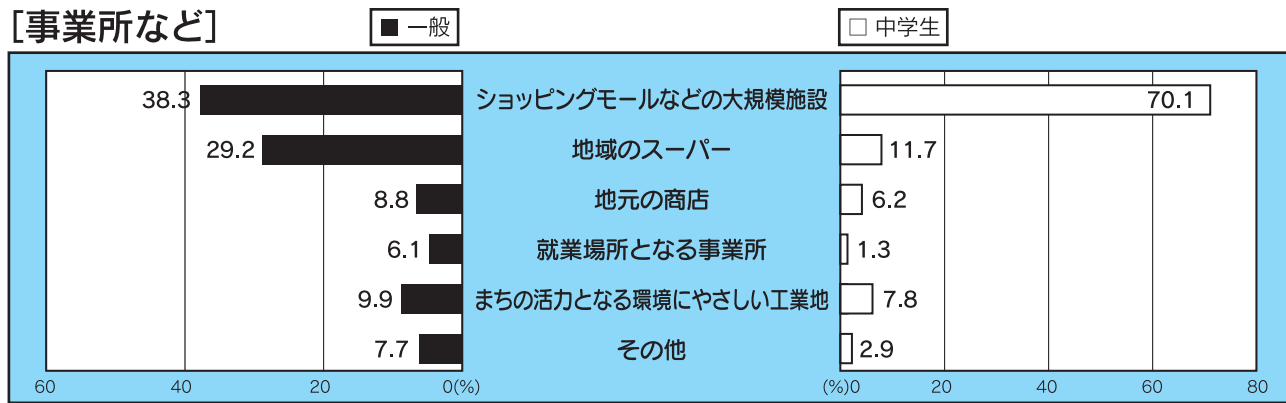 [事業所など]
■ 一般
□ 中学生
38.3 ショッピングモールなどの大規模施設 70.1
29.2 地域のスーパー 11.7
8.8 地元の商店 6.2
6.1 就業場所となる事業所 1.3
9.9 まちの活力となる環境にやさしい工業地 7.8
7.7 その他 2.9
60 40 20 0(%) (%)0 20 40 60 80